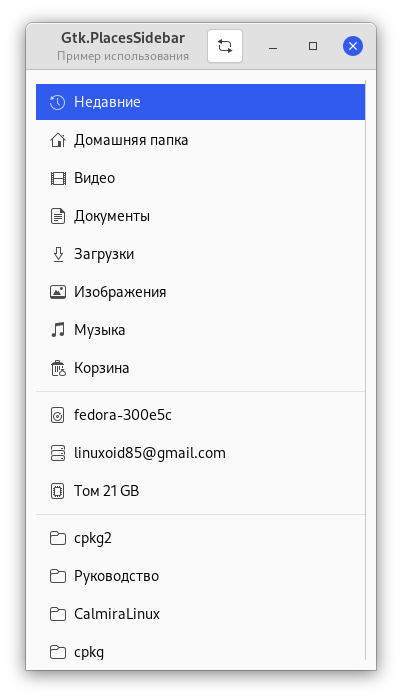 Gtk.PlacesSidebar
Пример использования
Недавние
Домашняя папка
Видео
Документы
Загрузки
Изображения
Музыка
Корзина
fedora-300e5c
linuxoid85@gmail.com
Том 21 GB
cpkg2
Руководство
CalmiraLinux
cpkg